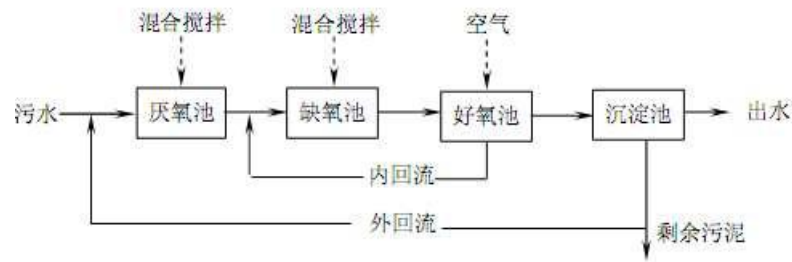 混合搅拌
混合搅拌
空气
污水
厌氧池
缺氧池
好氧池
沉淀池
出水
内回流
外回流
剩余污泥